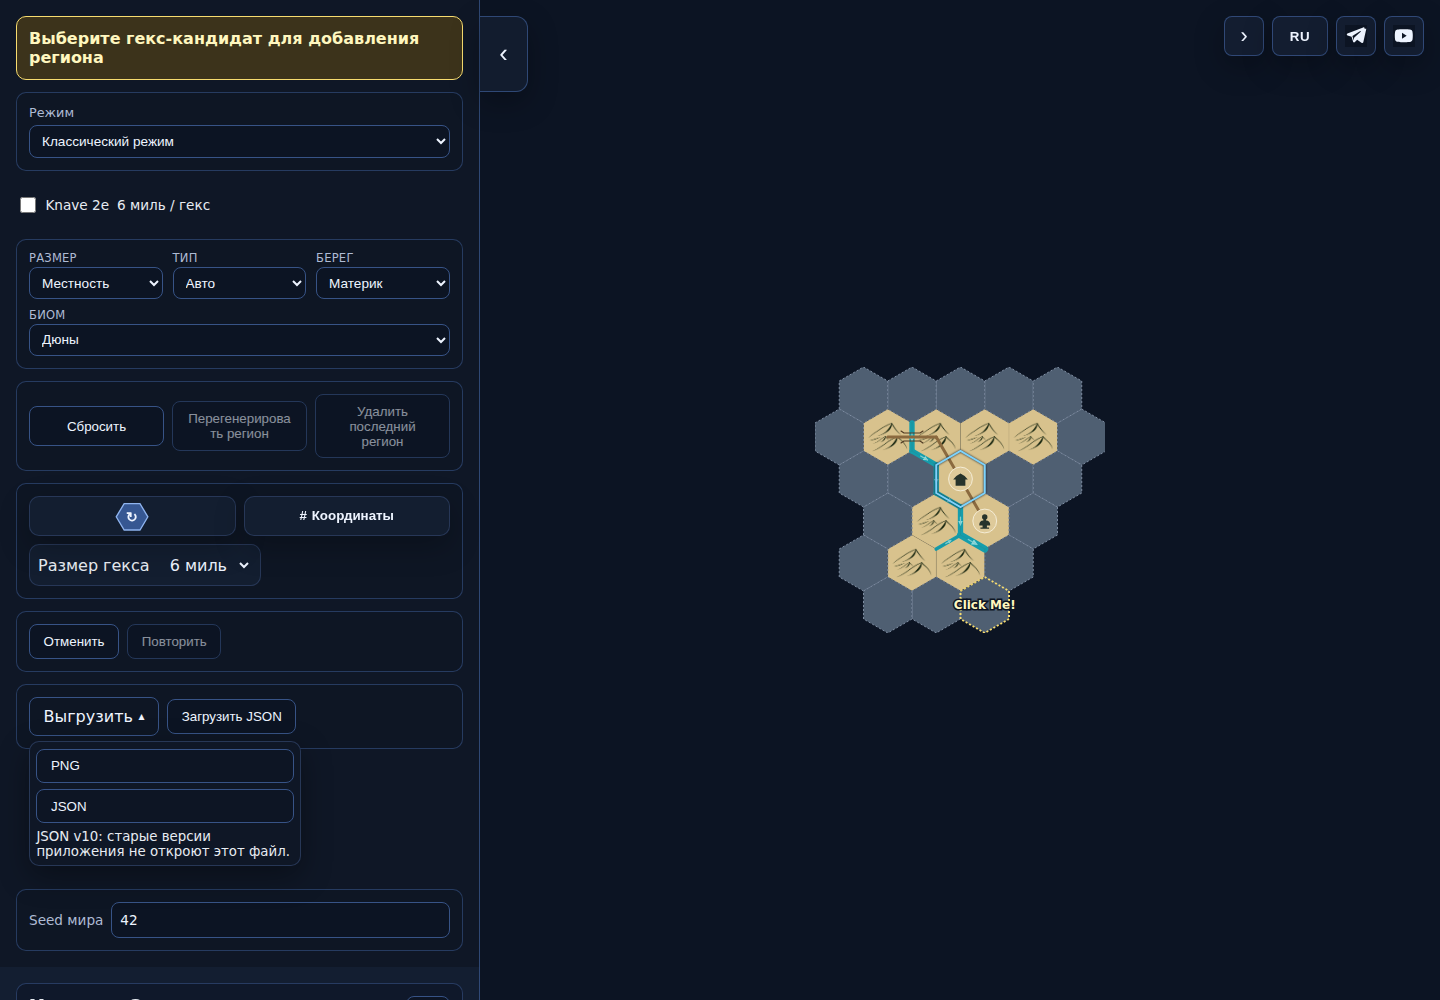 Выберите гекс-кандидат для добавления
региона
‹
›
RU
Режим
Классический режим
Knave 2e 6 миль / гекс
РАЗМЕР
ТИП
БЕРЕГ
Местность
Авто
Материк
БИОМ
Дюны
Сбросить
Перегенерирова
ть регион
Удалить
последний
регион
↻
# Координаты
Размер гекса 6 миль
Click Me!
Отменить
Повторить
Выгрузить ▴
Загрузить JSON
PNG
JSON
JSON v10: старые версии
приложения не откроют этот файл.
Seed мира 42